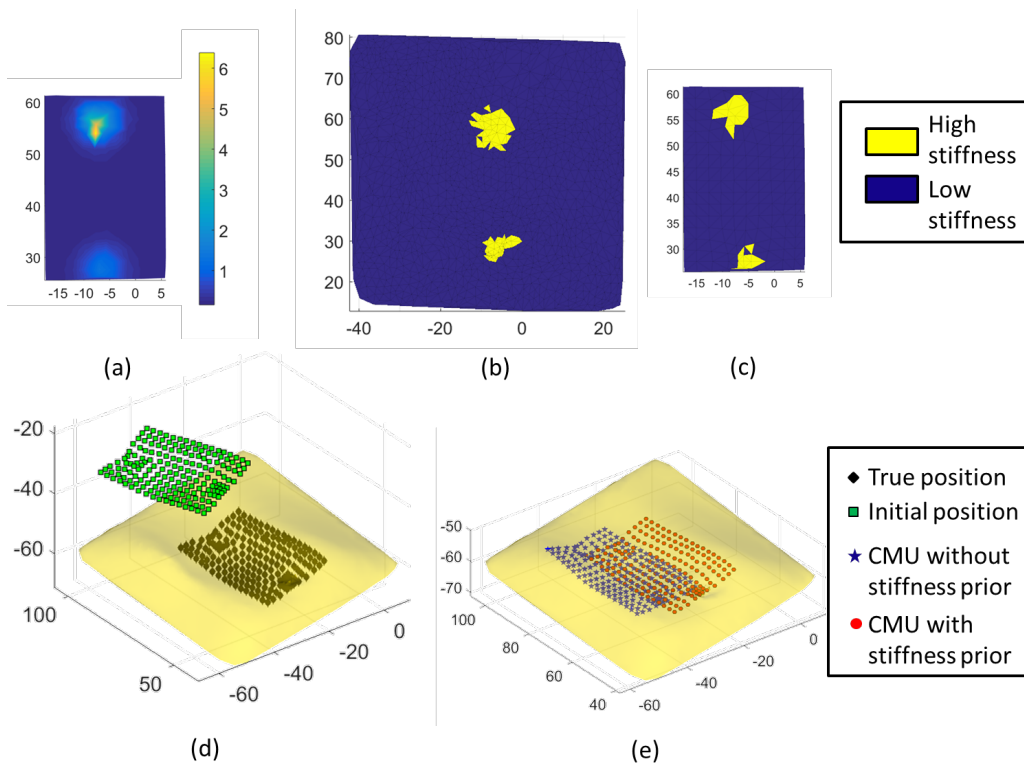 60
50
40
30
-15 -10 -5 0 5
6
5
4
3
2
1
(a)
80
70
60
50
40
30
20
-40 -20 0 20
(b)
60
55
50
45
40
35
30
-15 -10 -5 0 5
(c)
High
stiffness
Low
stiffness
-20
-40
-60
100
50
-60
-40
-20
0
(d)
-50
-60
-70
100
80
60
40
-60
-40
-20
0
(e)
True position
Initial position
CMU without
stiffness prior
CMU with
stiffness prior